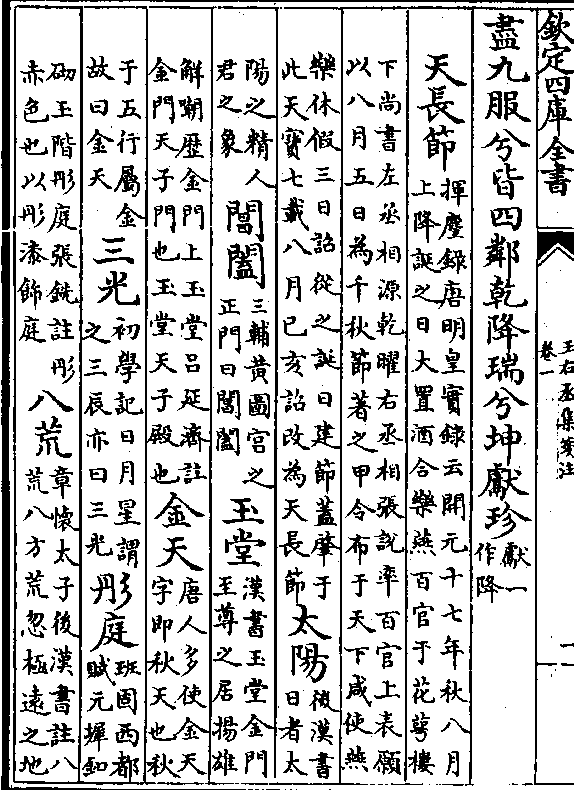 欽定四庫全書
王右丞集箋注
卷一
盡九服兮皆四鄰乾降瑞兮坤獻珍獻一
作降
天長節揮麈録唐明皇實録云開元十七年秋八月
上降誕之日大置酒合樂燕百官于花萼樓
下尚書左丞相源乾曜右丞相張說率百官上表願
以八月五日為千秋節著之甲令布于天下咸使燕
樂休假三日詔從之誕日建節蓋肇于
此天寶七載八月己亥詔改為天長節
太陽後漢書
日者太
陽之精人
君之象
閶闔三輔黃圖宫之
正門曰閶闔
玉堂漢書玉堂金門
至尊之居揚雄
解嘲歴金門上玉堂吕延濟註
金門天子門也玉堂天子殿也
金天唐人多使金天
字即秋天也秋
于五行屬金
故曰金天
三光初學記日月星謂
之三辰亦曰三光
彤庭班固西都
賦元墀釦
砌玉階彤庭張銑註彤
赤色也以彤漆飾庭
八荒章懷太子後漢書註八
荒八方荒忽極遠之地